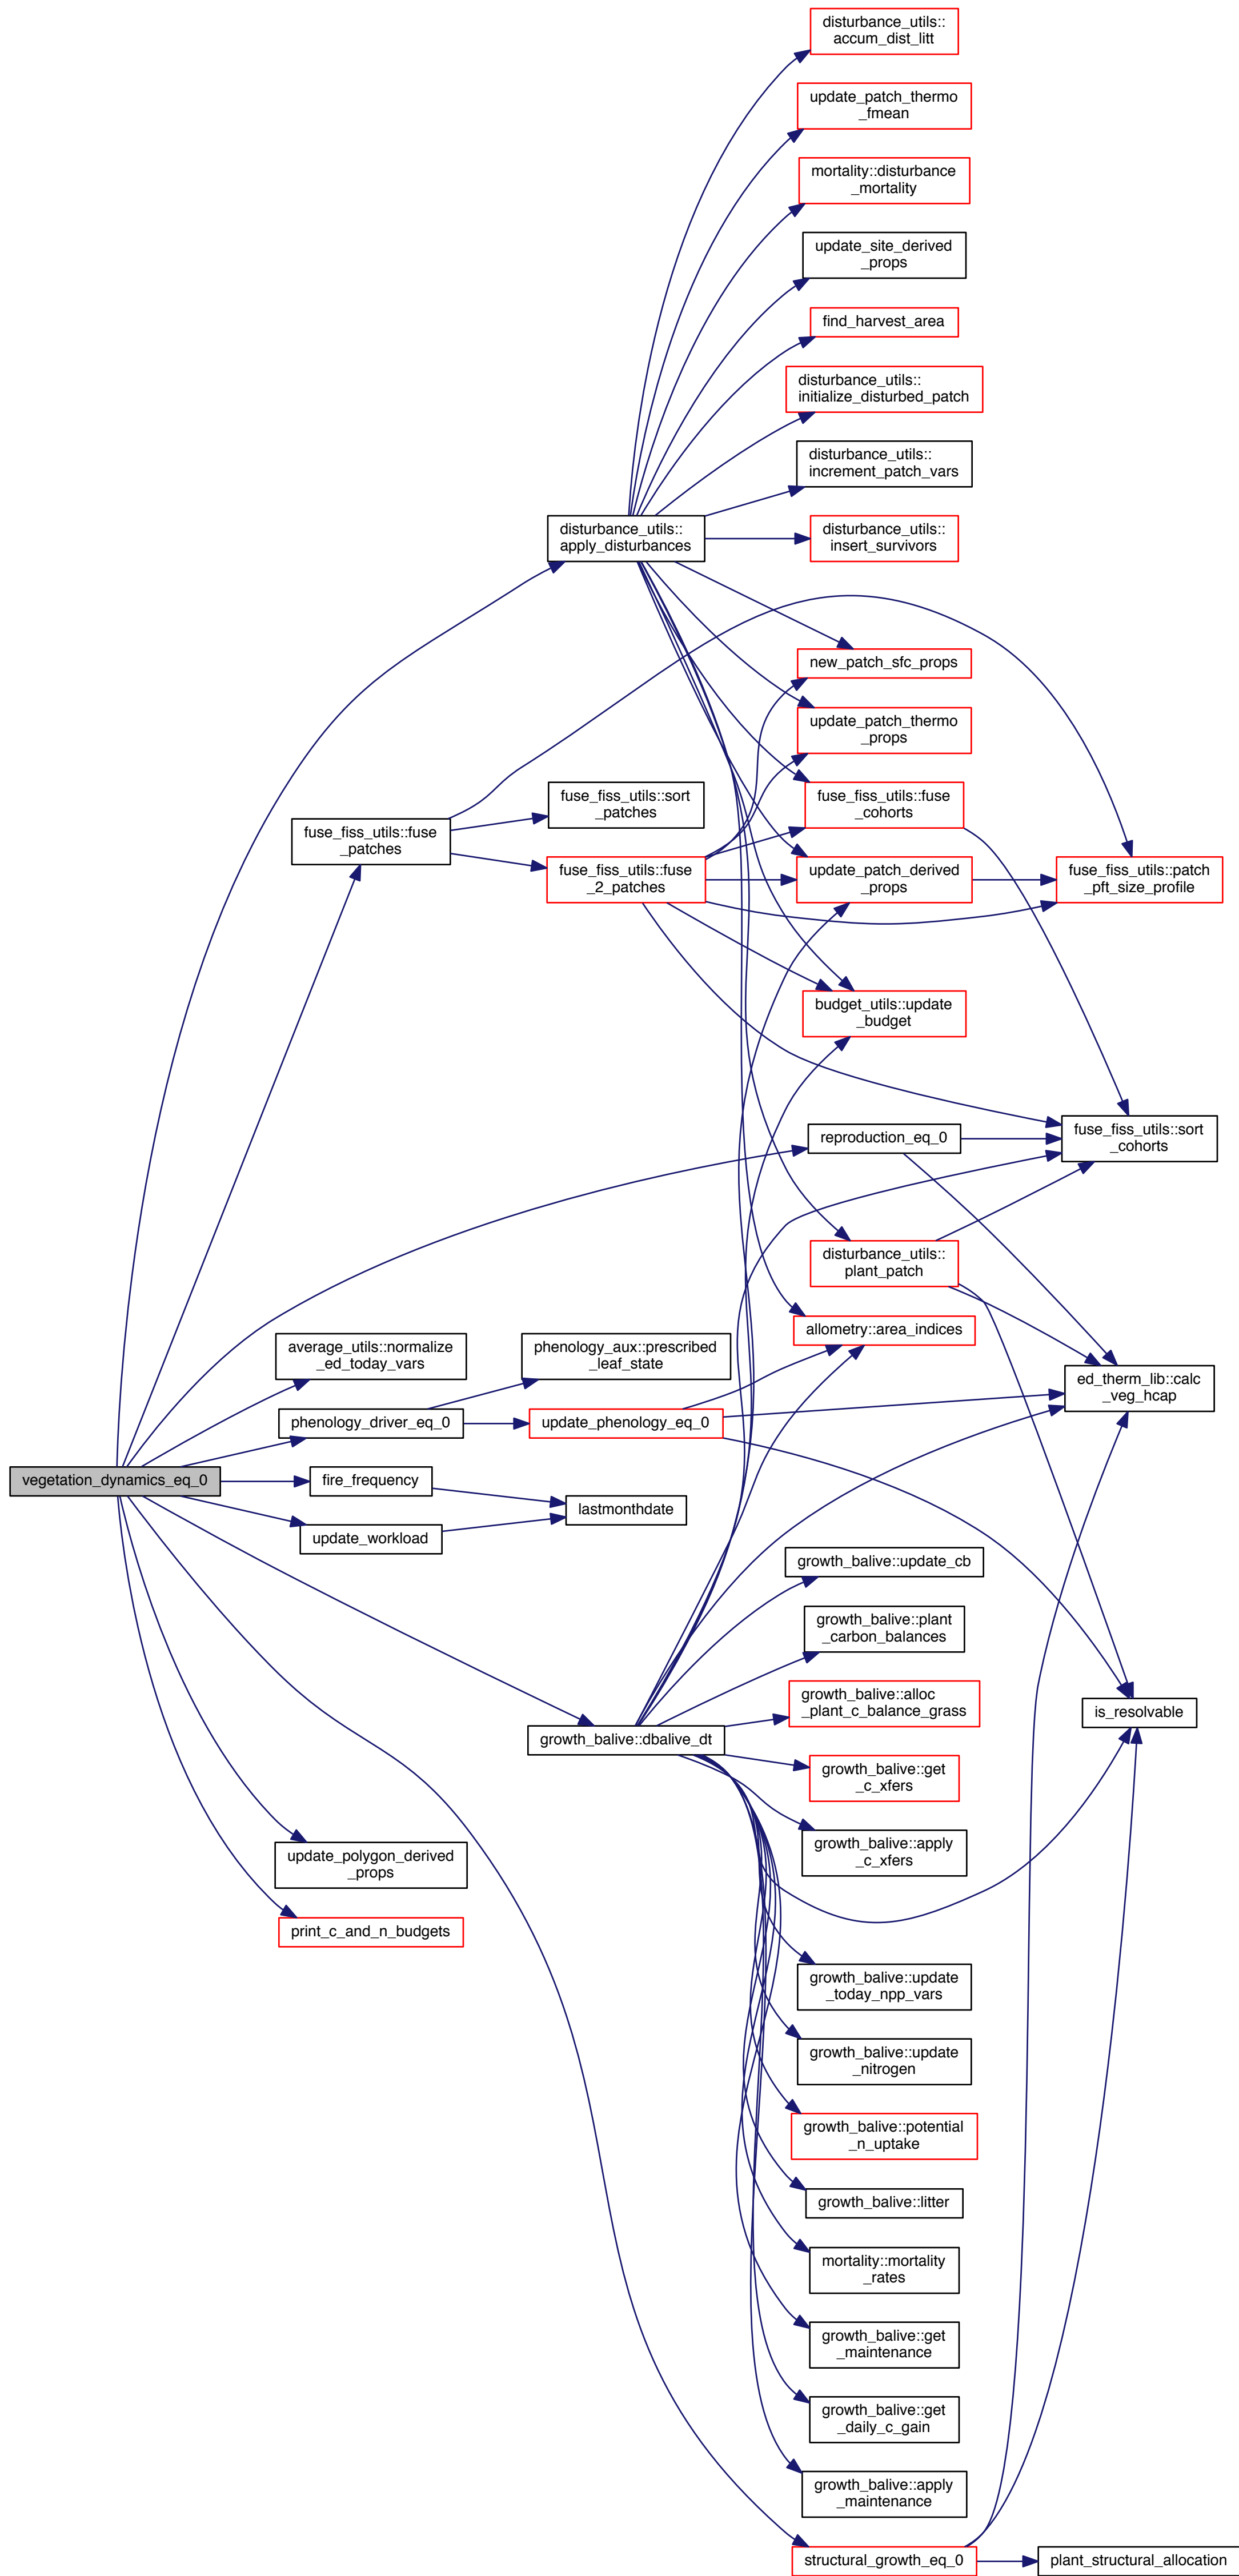 disturbance_utils::
accum_dist_litt
update_patch_thermo
_fmean
mortality::disturbance
_mortality
update_site_derived
_props
find_harvest_area
disturbance_utils::
initialize_disturbed_patch
disturbance_utils::
increment_patch_vars
disturbance_utils::
apply_disturbances
disturbance_utils::
insert_survivors
new_patch_sfc_props
update_patch_thermo
_props
fuse_fiss_utils::sort
_patches
fuse_fiss_utils::fuse
_cohorts
fuse_fiss_utils::fuse
_patches
fuse_fiss_utils::fuse
_2_patches
update_patch_derived
_props
fuse_fiss_utils::patch
_pft_size_profile
budget_utils::update
_budget
reproduction_eq_0
fuse_fiss_utils::sort
_cohorts
disturbance_utils::
plant_patch
allometry::area_indices
average_utils::normalize
_ed_today_vars
phenology_aux::prescribed
_leaf_state
ed_therm_lib::calc
_veg_hcap
phenology_driver_eq_0
update_phenology_eq_0
vegetation_dynamics_eq_0
fire_frequency
lastmonthdate
update_workload
growth_balive::update_cb
growth_balive::plant
_carbon_balances
growth_balive::alloc
_plant_c_balance_grass
is_resolvable
growth_balive::dbalive_dt
growth_balive::get
_c_xfers
growth_balive::apply
_c_xfers
update_polygon_derived
_props
print_c_and_n_budgets
growth_balive::update
_today_npp_vars
growth_balive::update
_nitrogen
growth_balive::potential
_n_uptake
growth_balive::litter
mortality::mortality
_rates
growth_balive::get
_maintenance
growth_balive::get
_daily_c_gain
growth_balive::apply
_maintenance
structural_growth_eq_0
plant_structural_allocation